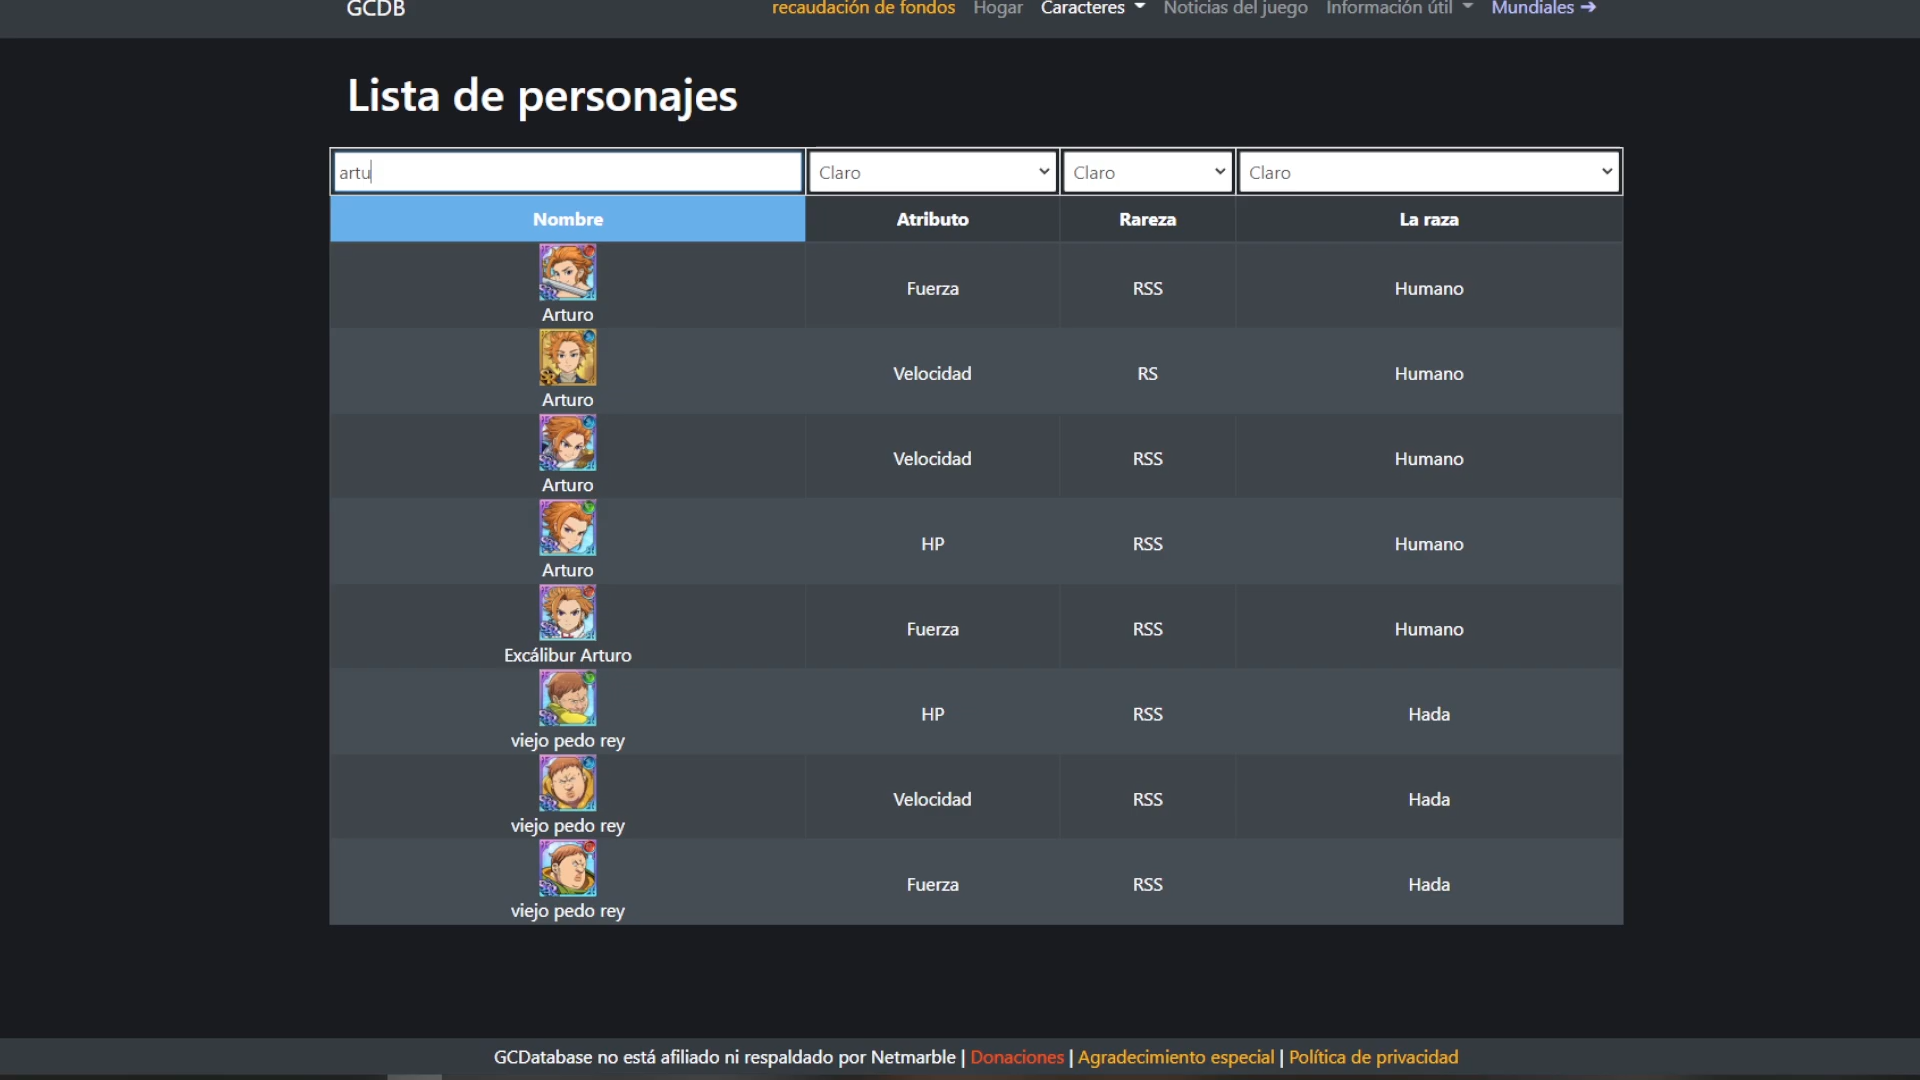 GCDB
recaudación de fondos Hogar Caracteres Noticias del juego Información útil Mundiales →
Lista de personajes
artu Claro Claro Claro
Nombre Atributo Rareza La raza
Fuerza RSS Humano
Arturo
Velocidad RS Humano
Arturo
Velocidad RSS Humano
Arturo
HP RSS Humano
Arturo
Fuerza RSS Humano
Excálibur Arturo
HP RSS Hada
viejo pedo rey
Velocidad RSS Hada
viejo pedo rey
Fuerza RSS Hada
viejo pedo rey
GCDatabase no está afiliado ni respaldado por Netmarble | Donaciones | Agradecimiento especial | Política de privacidad